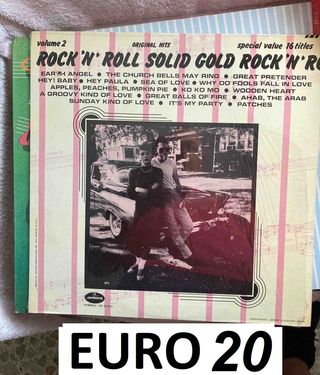 volume 2 ORIGINAL HITS special value 16 titles
ROCK'N' ROLL SOLID GOLD ROCK'N'RO
EARTH ANGEL • THE CHURCH BELLS MAY RING • GREAT PRETENDER
HEY! BABY • HEY PAULA • SEA OF LOVE • WHY DO FOOLS FALL IN LOVE
APPLES, PEACHES, PUMPKIN PIE • KO KO MO • WOODEN HEART
A GROOVY KIND OF LOVE • GREAT BALLS OF FIRE • AHAB, THE ARAB
SUNDAY KIND OF LOVE • IT'S MY PARTY • PATCHES
EURO 20